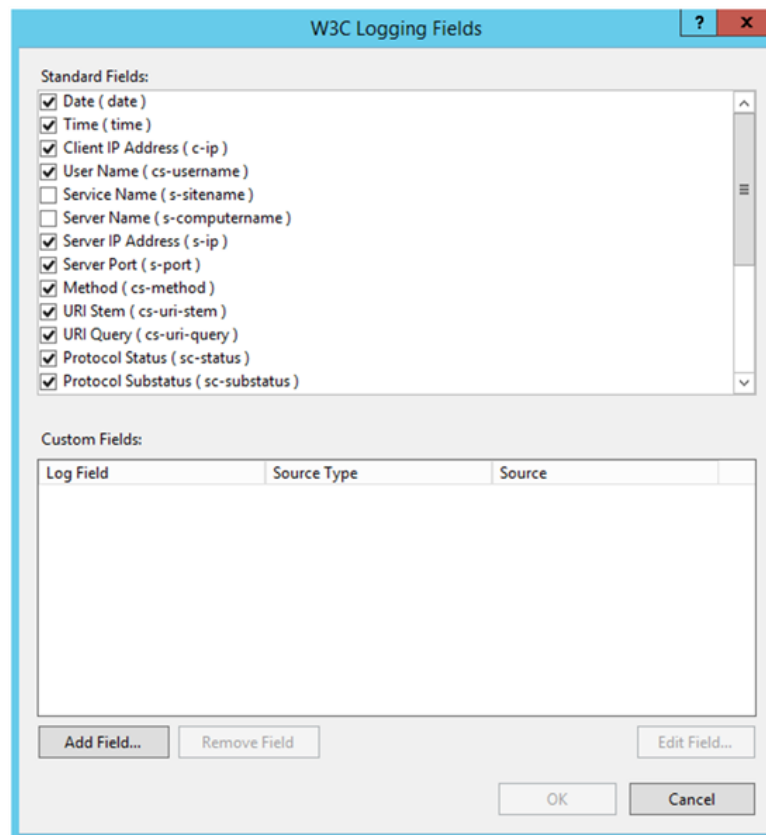 W3C Logging Fields
? x
Standard Fields:
Date ( date )
Time ( time )
Client IP Address ( c-ip )
User Name ( cs-username )
Service Name ( s-sitename )
Server Name ( s-computername )
Server IP Address ( s-ip )
Server Port ( s-port )
Method ( cs-method )
URI Stem ( cs-uri-stem )
URI Query ( cs-uri-query )
Protocol Status ( sc-status )
Protocol Substatus ( sc-substatus )
Custom Fields:
Log Field Source Type Source
Add Field... Remove Field Edit Field...
OK Cancel